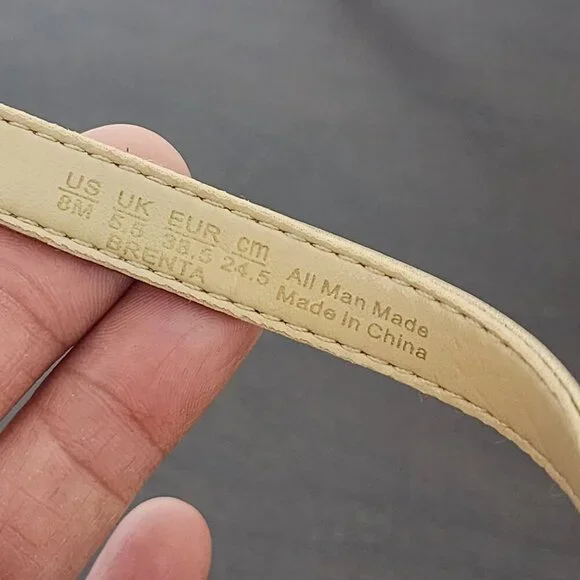 US UK EUR cm
8M 5.5 38.5 24.5
BRENTA
All Man Made
Made in China